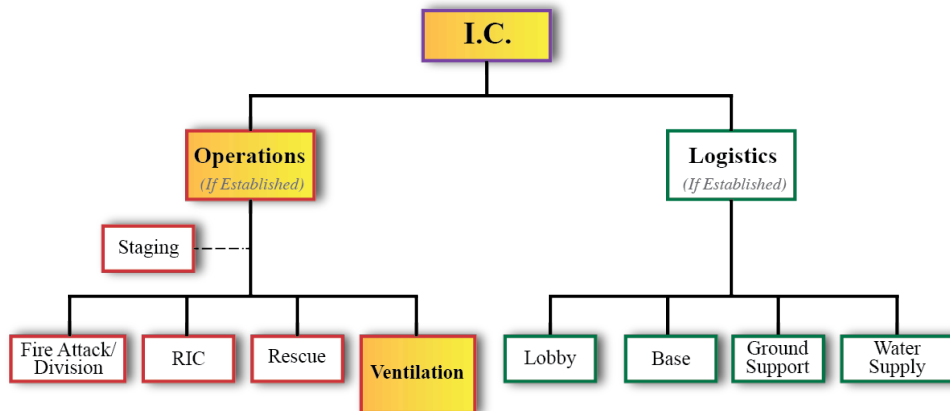 I.C.
Operations
(If Established)
Logistics
(If Established)
Staging
Fire Attack/
Division
RIC
Rescue
Ventilation
Lobby
Base
Ground
Support
Water
Supply